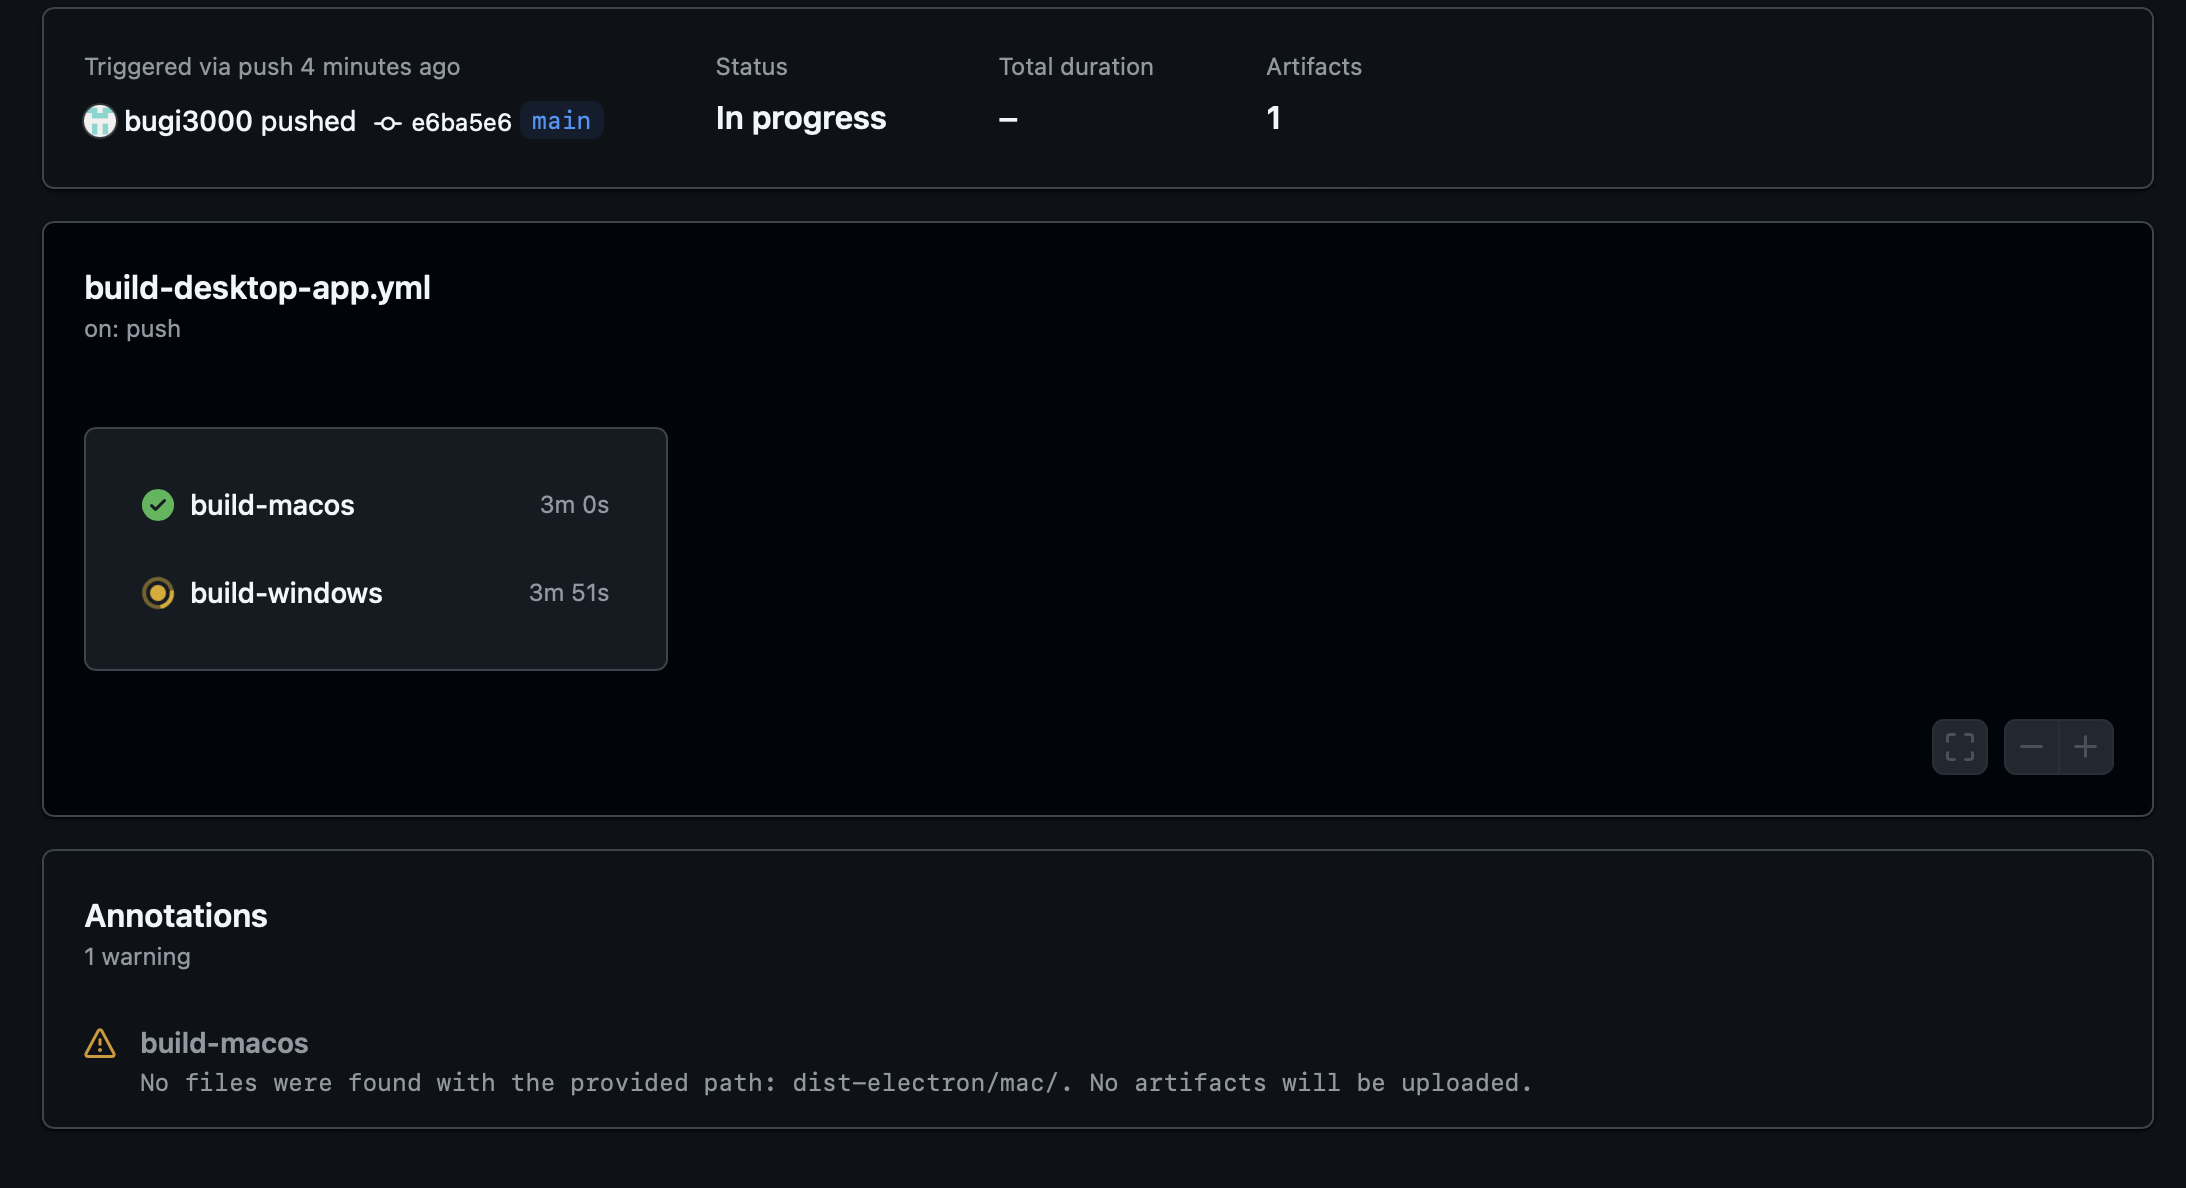 Triggered via push 4 minutes ago
bugi3000 pushed e6ba5e6 main
Status
In progress
Total duration
–
Artifacts
1
build-desktop-app.yml
on: push
build-macos 3m 0s
build-windows 3m 51s
Annotations
1 warning
build-macos
No files were found with the provided path: dist-electron/mac/. No artifacts will be uploaded.